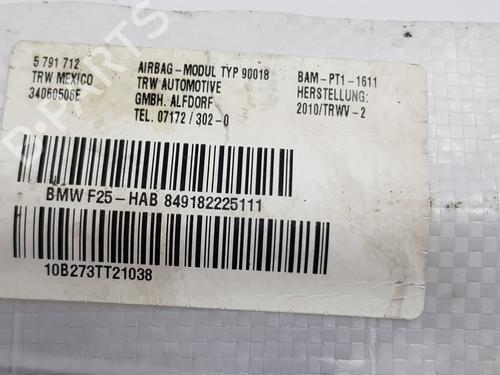 5 791 712
TRW MEXICO
34060506E
AIRBAG-MODUL TYP 90018
TRW AUTOMOTIVE
GMBH. ALFDORF
TEL. 07172/302-0
BAM-PT1-1611
HERSTELLUNG:
2010/TRWV-2
BMW F25-HAB 849182225111
10B273TT21038